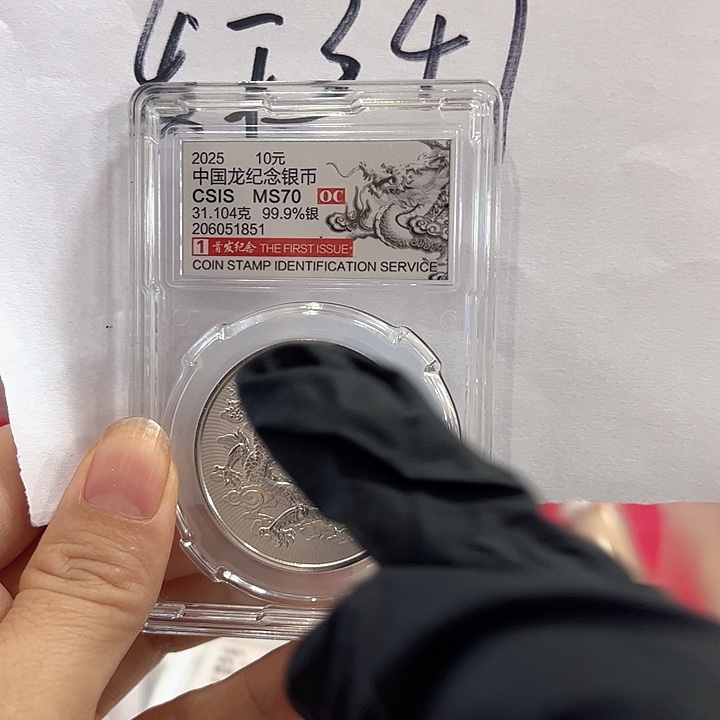 2025 10元
中国龙纪念银币
CSIS MS70 OC
31.104克 99.9%银
206051851
1 首发纪念 THE FIRST ISSUE
COIN STAMP IDENTIFICATION SERVICE